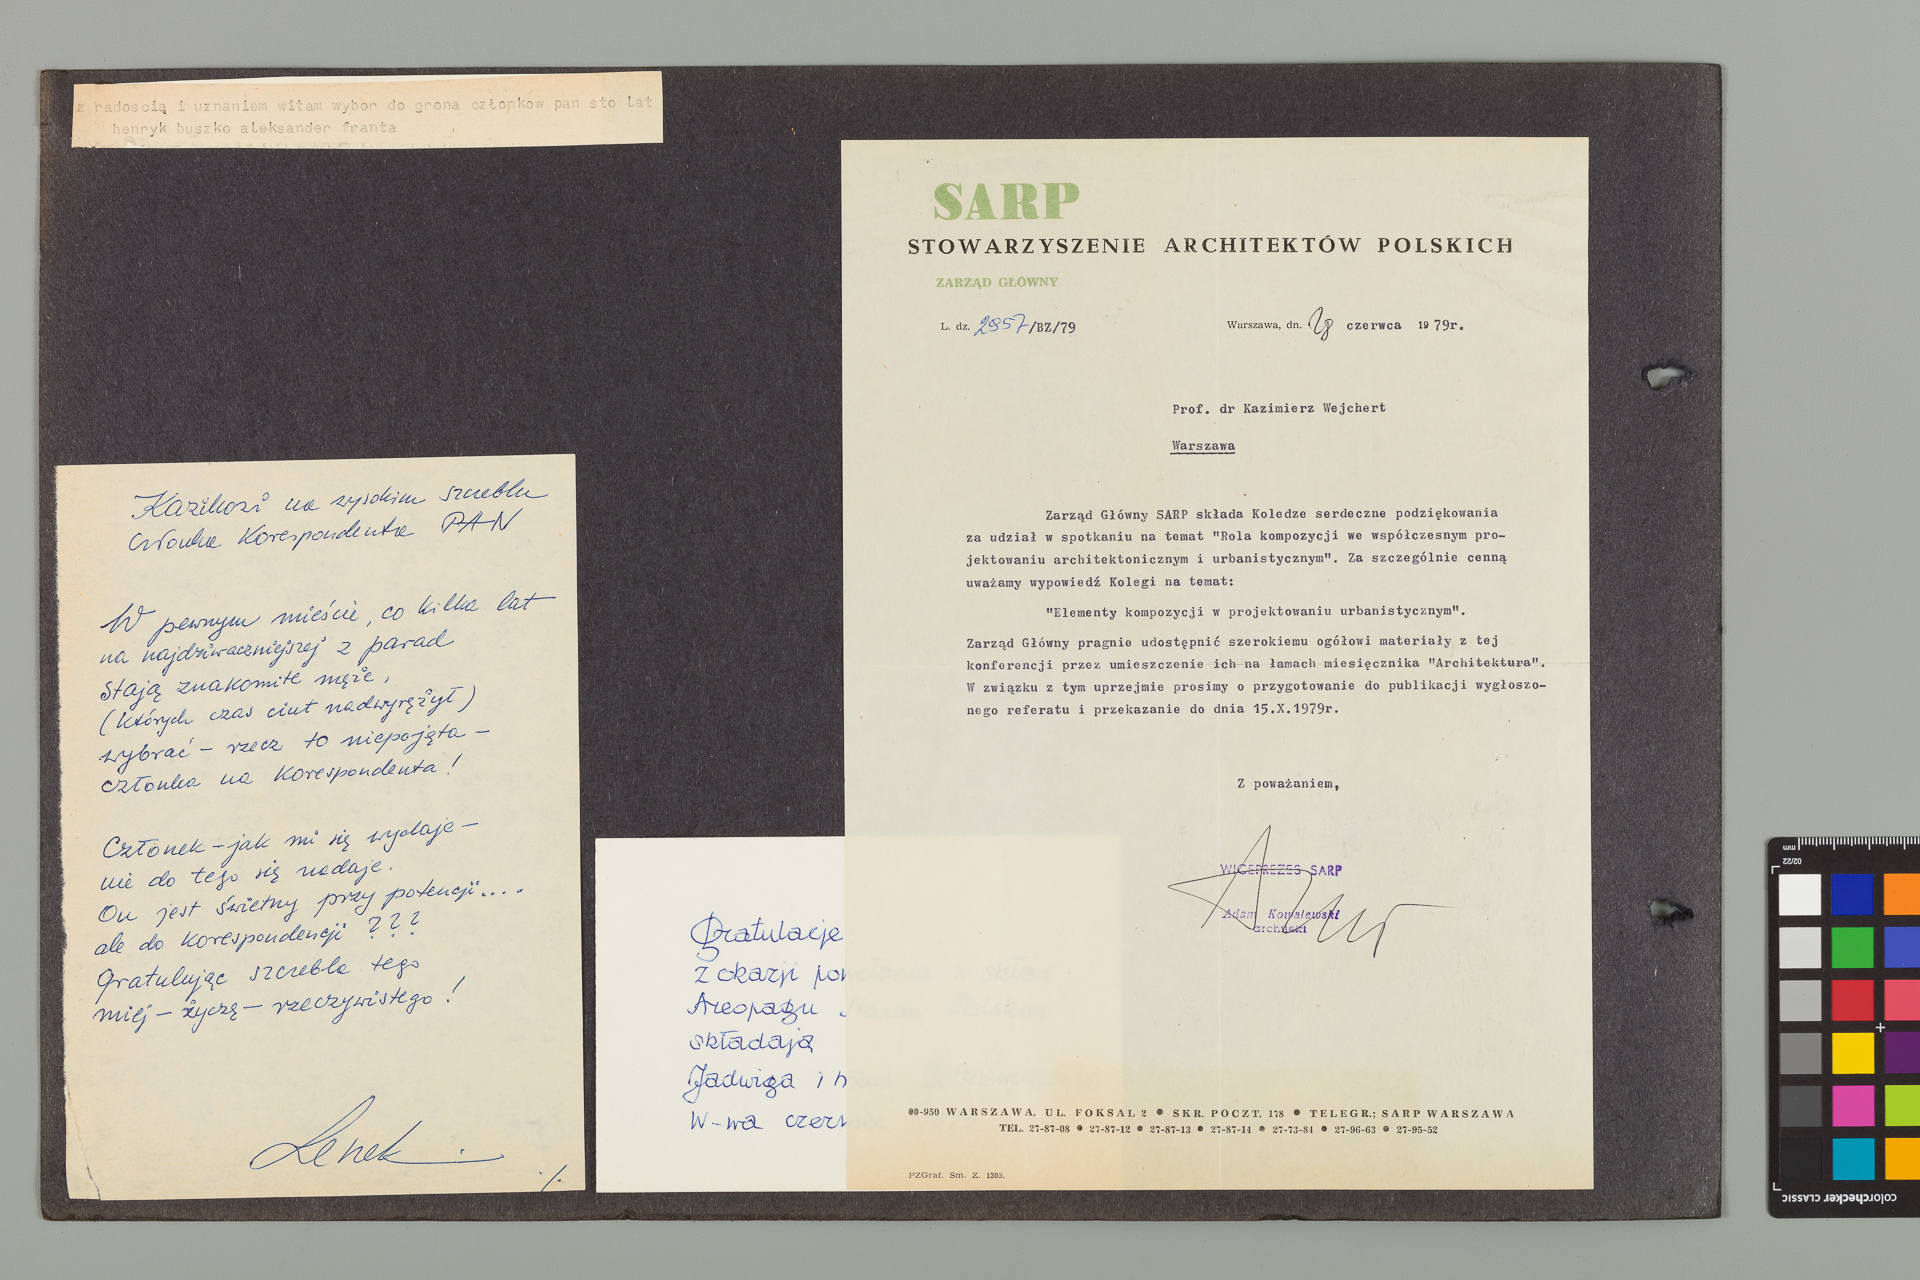 z radoscią i uznaniem witam wybor do grona członkow pan sto lat
henryk buszko aleksander franta
Kazikowi na wysokim szczeblu
członka Korespondenta PAN
W pewnym mieście, co kilka lat
na najdziwaczniejszej z parad
stają znakomite męże,
(których czas ciut nadwyrężył)
wybrać – rzecz to niepojęta –
członka na Korespondenta!
Członek – jak mi się wydaje –
nie do tego się nadaje.
On jest świetny przy potencji....
ale do korespondencji ???
Gratulując szczebla tego
miej – życzę – rzeczywistego!
Lenek
./.
Gratulacje
z okazji
Areopagu
składają
Jadwiga i
W-wa
SARP
STOWARZYSZENIE ARCHITEKTÓW POLSKICH
ZARZĄD GŁÓWNY
L. dz. 2957/BZ/79
Warszawa, dn. 28 czerwca 1979r.
Prof. dr Kazimierz Wejchert
Warszawa
Zarząd Główny SARP składa Koledze serdeczne podziękowania
za udział w spotkaniu na temat "Rola kompozycji we współczesnym pro-
jektowaniu architektonicznym i urbanistycznym". Za szczególnie cenną
uważamy wypowiedź Kolegi na temat:
"Elementy kompozycji w projektowaniu urbanistycznym".
Zarząd Główny pragnie udostępnić szerokiemu ogółowi materiały z tej
konferencji przez umieszczenie ich na łamach miesięcznika "Architektura".
W związku z tym uprzejmie prosimy o przygotowanie do publikacji wygłoszo-
nego referatu i przekazanie do dnia 15.X.1979r.
Z poważaniem,
WICEPREZES SARP
Adam Kowalewski
architekt
00-950 WARSZAWA, UL. FOKSAL 2 • SKR. POCZT. 178 • TELEGR.; SARP WARSZAWA
TEL. 27-87-08 • 27-87-12 • 27-87-13 • 27-87-14 • 27-73-84 • 27-96-63 • 27-95-52
PZGraf. Sm. Z. 1300.
mm
02/22
colorchecker CLASSIC